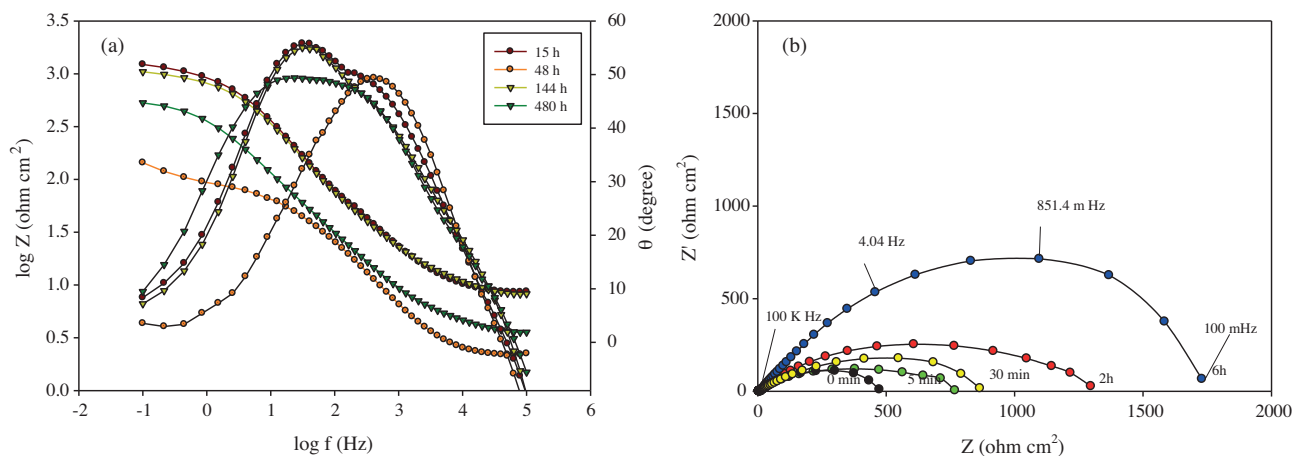 (a)
3.5
3.0
2.5
2.0
1.5
1.0
0.5
0.0
log Z (ohm cm²)
-2 -1 0 1 2 3 4 5 6
log f (Hz)
60
50
40
30
20
10
0
θ (degree)
15 h
48 h
144 h
480 h
(b)
2000
1500
1000
500
0
Z' (ohm cm²)
851.4 m Hz
4.04 Hz
100 K Hz
100 mHz
0 min
5 min
30 min
2h
6h
0 500 1000 1500 2000
Z (ohm cm²)